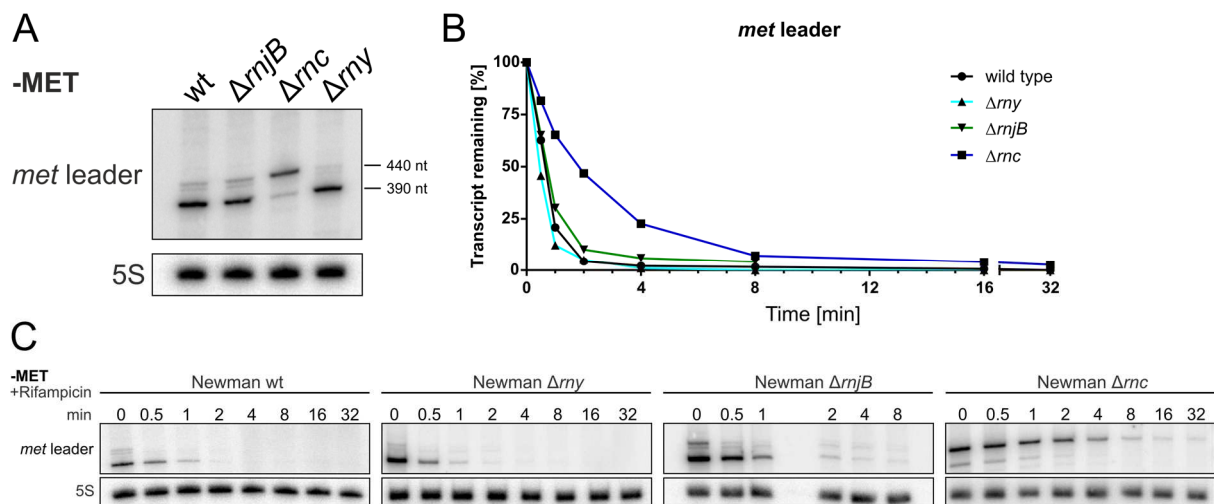 A
-MET
wt ΔrnjB Δrnc Δrny
met leader
440 nt
390 nt
5S
B
met leader
Transcript remaining [%]
100
75
50
25
0
0 4 8 12 16 32
Time [min]
wild type
Δrny
ΔrnjB
Δrnc
C
-MET
+Rifampicin
Newman wt Newman Δrny Newman ΔrnjB Newman Δrnc
min 0 0.5 1 2 4 8 16 32 0 0.5 1 2 4 8 16 32 0 0.5 1 2 4 8 0 0.5 1 2 4 8 16 32
met leader
5S